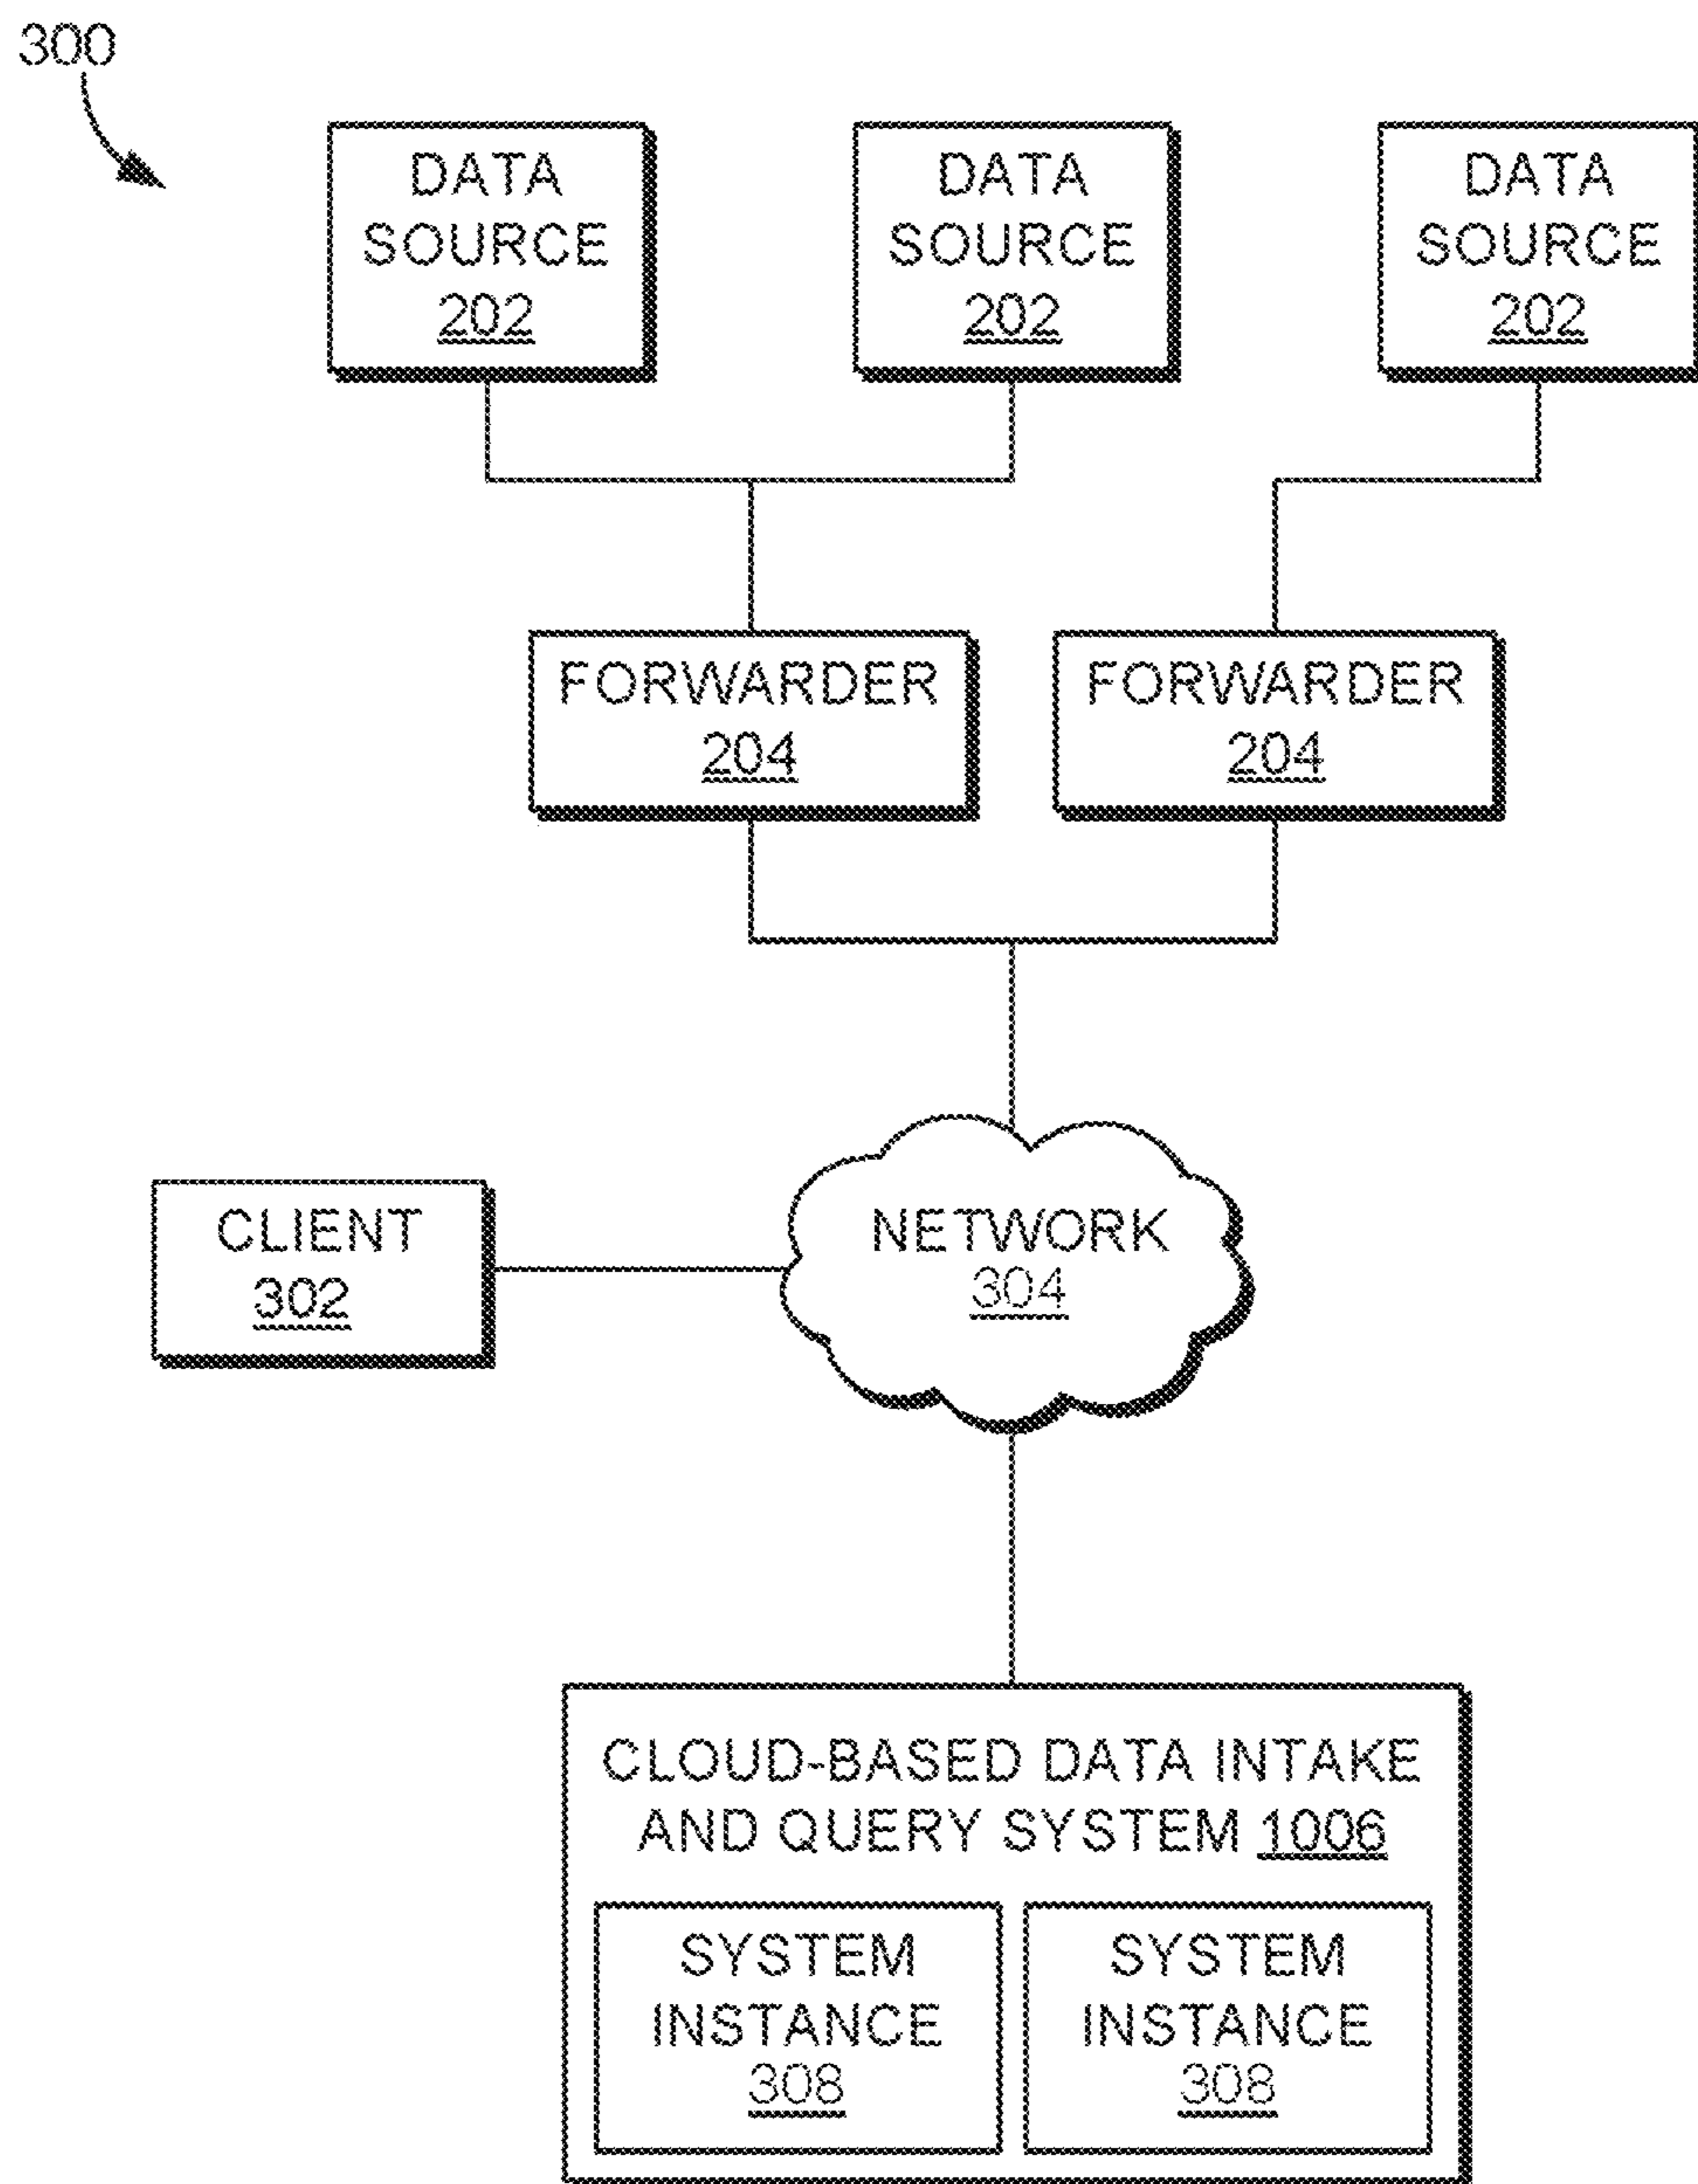 300
DATA
SOURCE
202
DATA
SOURCE
202
DATA
SOURCE
202
FORWARDER
204
FORWARDER
204
CLIENT
302
NETWORK
304
CLOUD-BASED DATA INTAKE
AND QUERY SYSTEM 1006
SYSTEM
INSTANCE
308
SYSTEM
INSTANCE
308